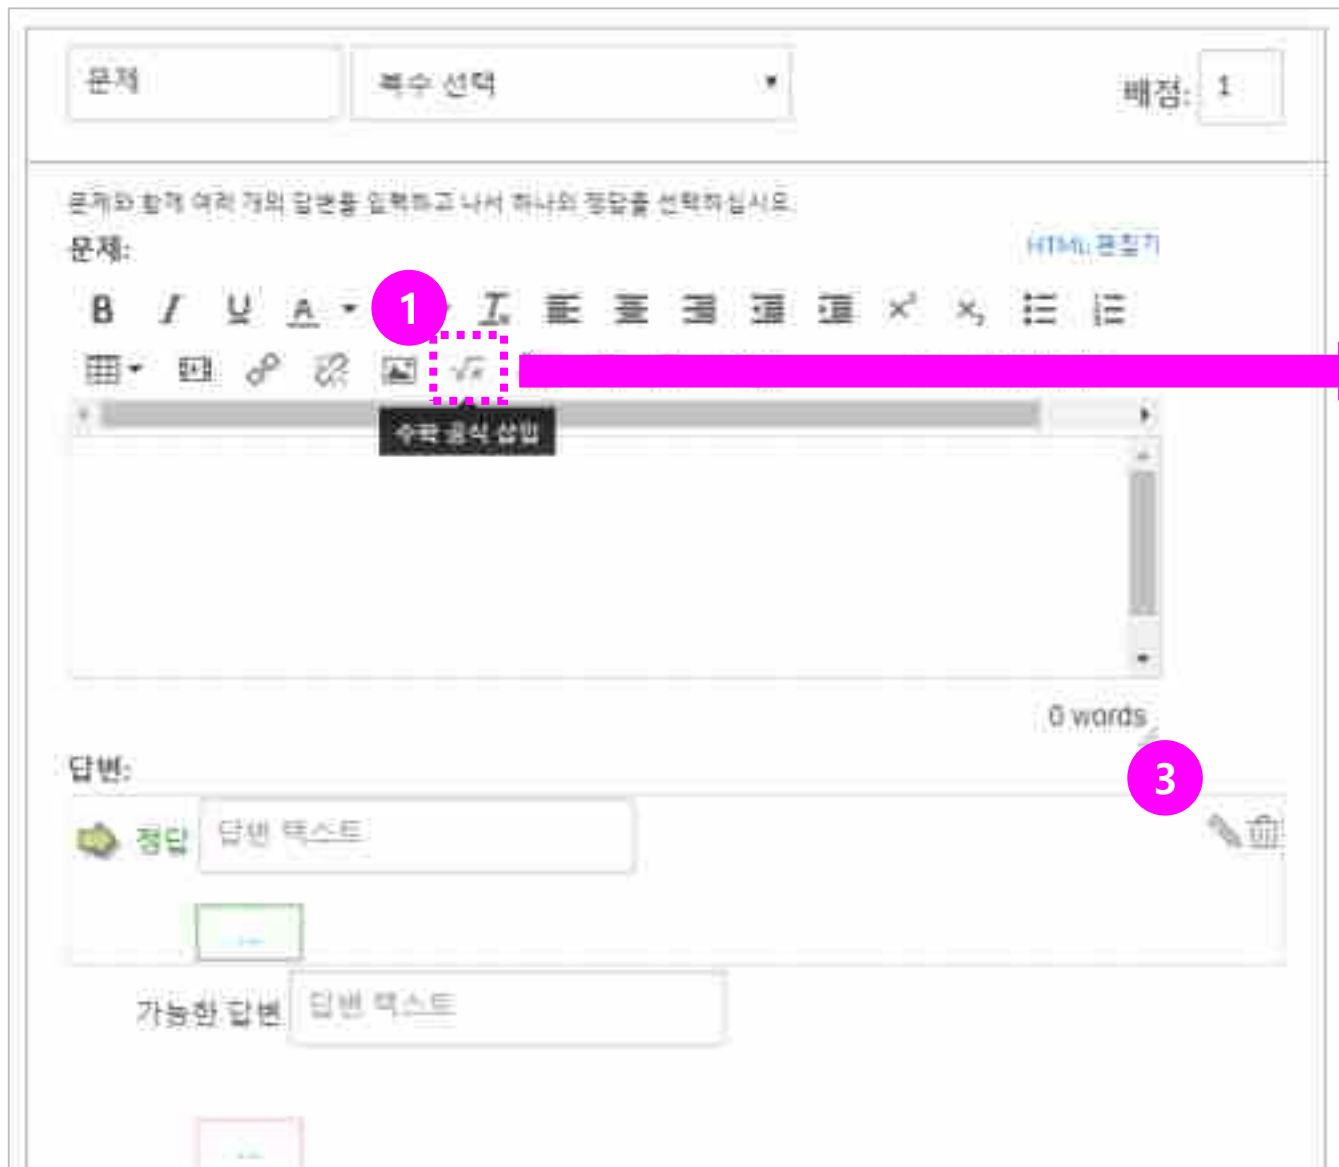 문제 복수 선택 배점: 1
문제와 함께 여러 개의 답변을 입력하고 나서 하나의 정답을 선택하십시오.
문제: HTML 편집기
B I U A 1
수학 공식 삽입
0 words
답변: 3
정답 답변 텍스트
...
가능한 답변 답변 텍스트
...